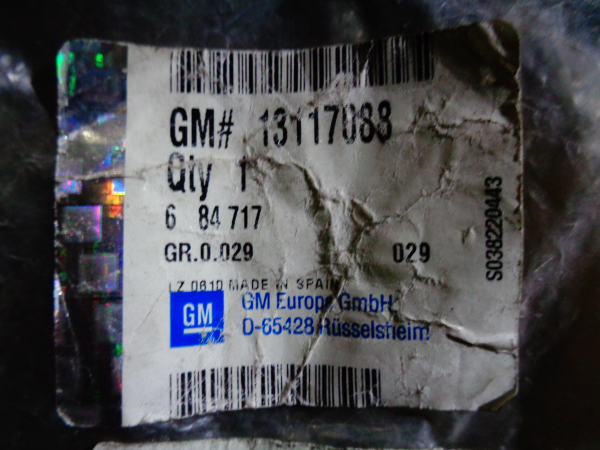 GM# 13117088
Qty 1
6 84 717
GR.0.029 029
LZ 0610 MADE IN SPAIN
GM
GM Europe GmbH
D-65428 Rüsselsheim
S038220443